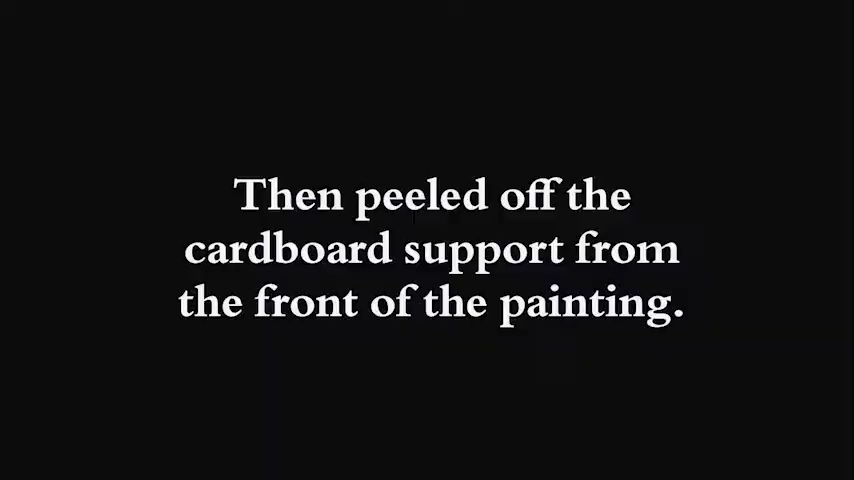 Then peeled off the
cardboard support from
the front of the painting.